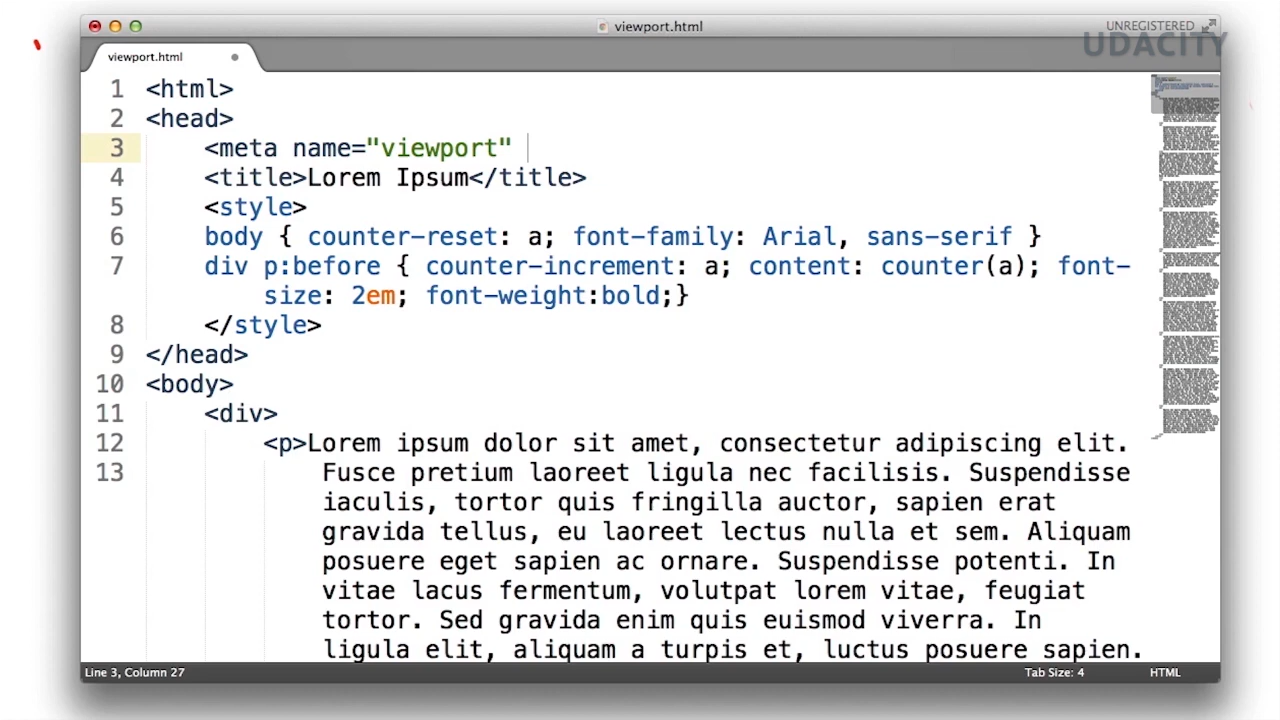 viewport.html
UNREGISTERED
UDACITY
viewport.html
1 <html>
2 <head>
3 <meta name="viewport"
4 <title>Lorem Ipsum</title>
5 <style>
6 body { counter-reset: a; font-family: Arial, sans-serif }
7 div p:before { counter-increment: a; content: counter(a); font-
size: 2em; font-weight:bold;}
8 </style>
9 </head>
10 <body>
11 <div>
12 <p>Lorem ipsum dolor sit amet, consectetur adipiscing elit.
13 Fusce pretium laoreet ligula nec facilisis. Suspendisse
iaculis, tortor quis fringilla auctor, sapien erat
gravida tellus, eu laoreet lectus nulla et sem. Aliquam
posuere eget sapien ac ornare. Suspendisse potenti. In
vitae lacus fermentum, volutpat lorem vitae, feugiat
tortor. Sed gravida enim quis euismod viverra. In
ligula elit, aliquam a turpis et, luctus posuere sapien.
Line 3, Column 27
Tab Size: 4
HTML